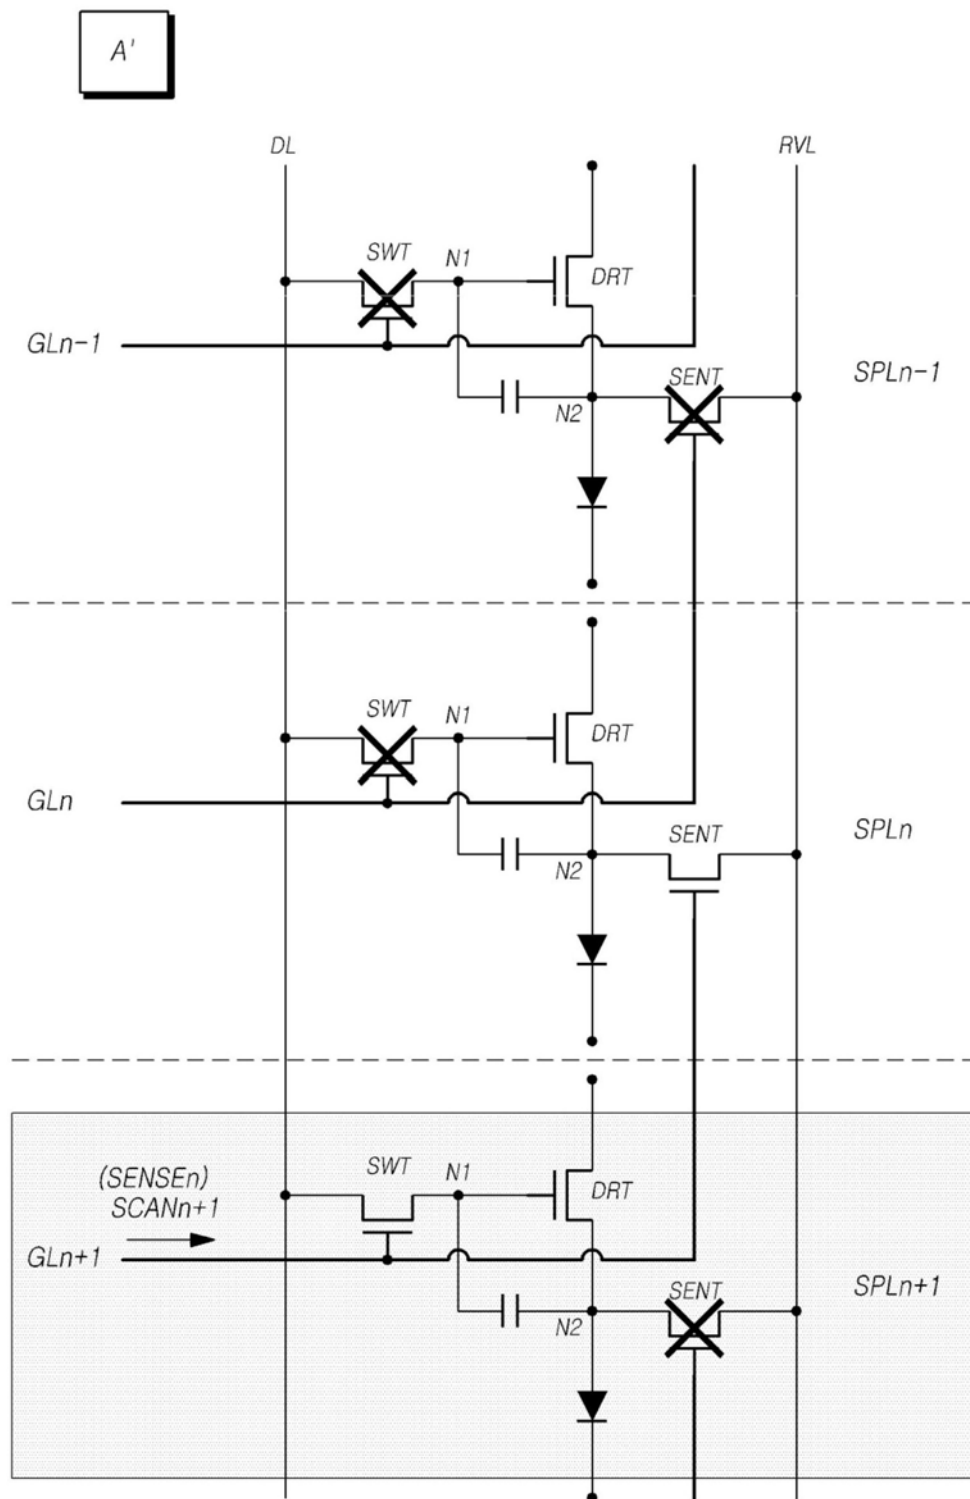 A'
DL
RVL
SWT
N1
DRT
GLn-1
SENT
SPLn-1
N2
SWT
N1
DRT
GLn
SENT
SPLn
N2
(SENSEn)
SCANn+1
SWT
N1
DRT
GLn+1
SENT
SPLn+1
N2